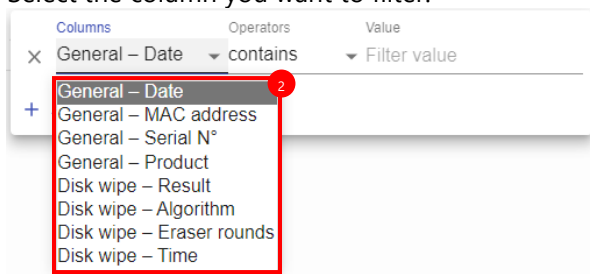 Select the column you want to filter.
Columns Operators Value
× General – Date contains Filter value
General – Date 2
+ General – MAC address
General – Serial N°
General – Product
Disk wipe – Result
Disk wipe – Algorithm
Disk wipe – Eraser rounds
Disk wipe – Time